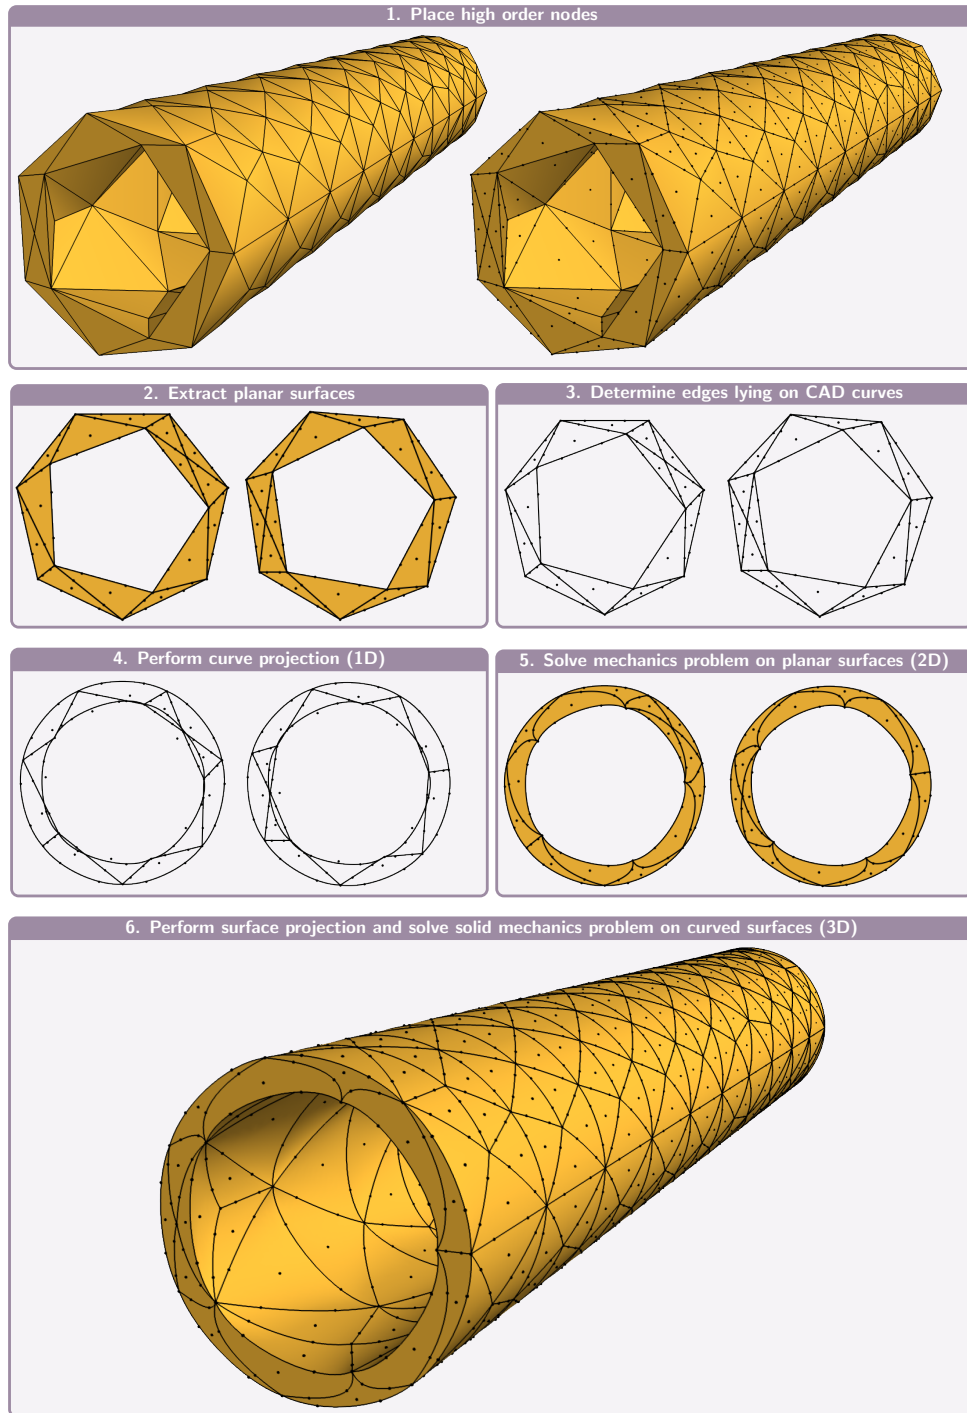 1. Place high order nodes
2. Extract planar surfaces
3. Determine edges lying on CAD curves
4. Perform curve projection (1D)
5. Solve mechanics problem on planar surfaces (2D)
6. Perform surface projection and solve solid mechanics problem on curved surfaces (3D)